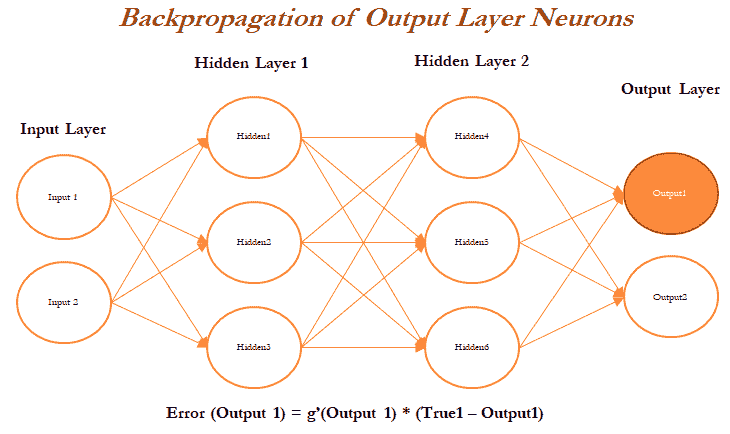 Backpropagation of Output Layer Neurons
Hidden Layer 1
Hidden Layer 2
Output Layer
Input Layer
Hidden1
Hidden4
Input 1
Output1
Hidden2
Hidden5
Input 2
Output2
Hidden3
Hidden6
Error (Output 1) = g’(Output 1) * (True1 – Output1)